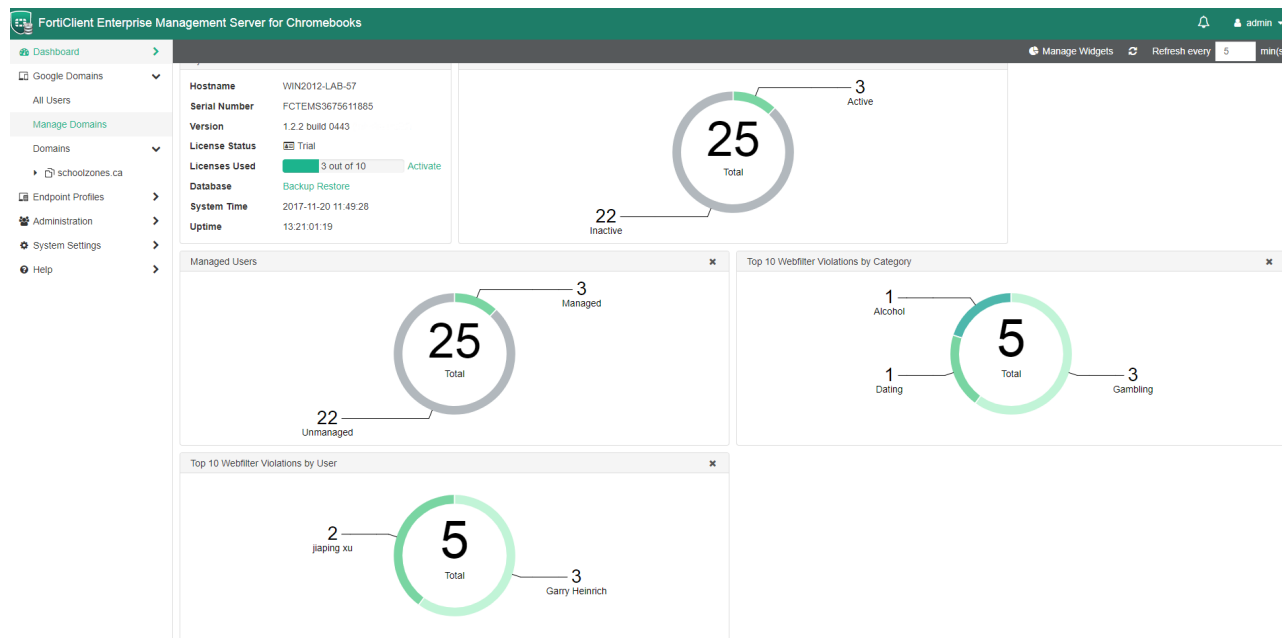 FortiClient Enterprise Management Server for Chromebooks
admin
Dashboard
Manage Widgets
Refresh every 5 min(s
Google Domains
All Users
Manage Domains
Domains
schoolzones.ca
Endpoint Profiles
Administration
System Settings
Help
Hostname WIN2012-LAB-57
Serial Number FCTEMS3675611885
Version 1.2.2 build 0443
License Status Trial
Licenses Used 3 out of 10 Activate
Database Backup Restore
System Time 2017-11-20 11:49:28
Uptime 13:21:01:19
3
Active
25
Total
22
Inactive
Managed Users
3
Managed
25
Total
22
Unmanaged
Top 10 Webfilter Violations by Category
1
Alcohol
5
Total
1
Dating
3
Gambling
Top 10 Webfilter Violations by User
2
jiaping xu
5
Total
3
Garry Heinrich